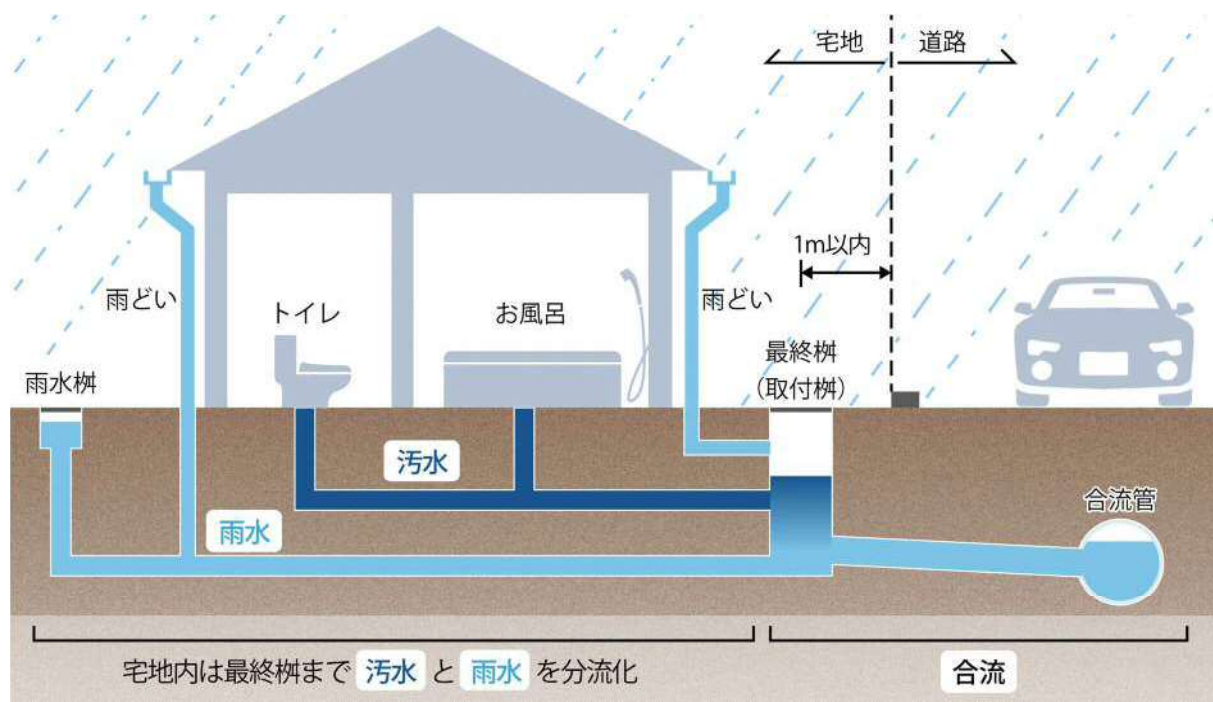 宅地
道路
1m以内
雨どい
トイレ
お風呂
雨どい
雨水桝
最終桝
(取付桝)
汚水
雨水
合流管
宅地内は最終桝まで 汚水 と 雨水 を分流化
合流